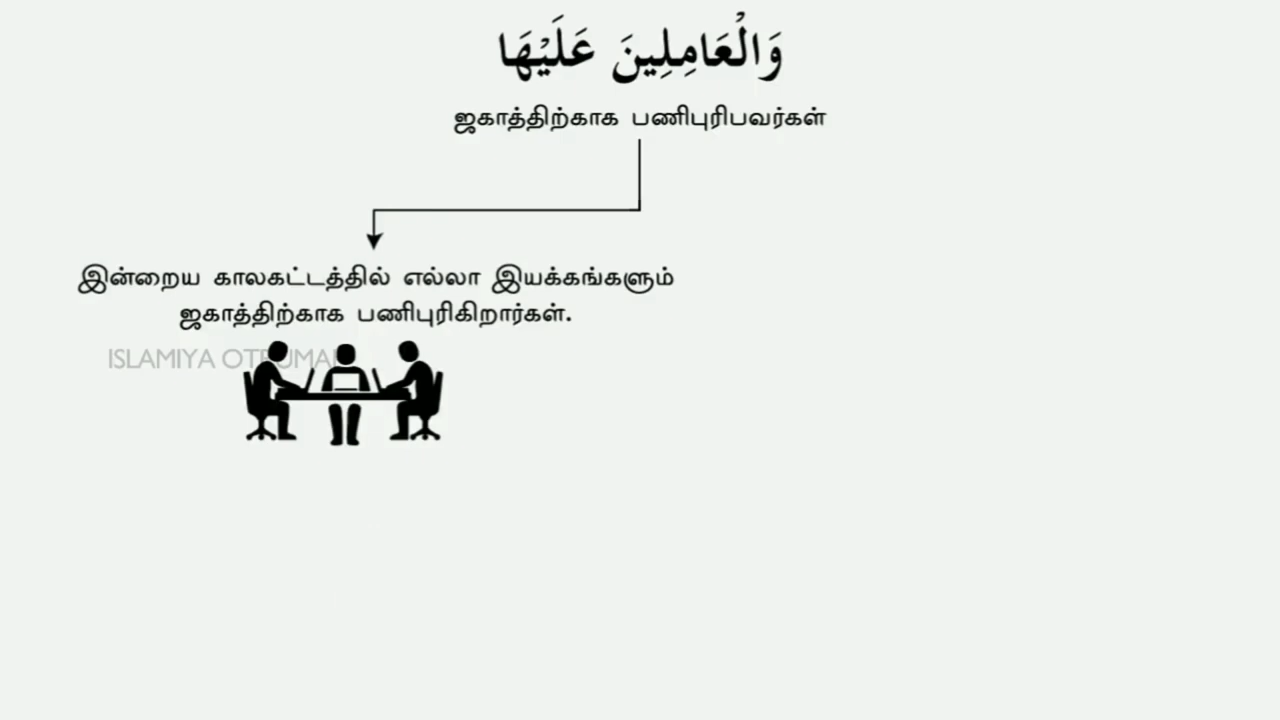 وَالْعَامِلِينَ عَلَيْهَا
ஜகாத்திற்காக பணிபுரிபவர்கள்
இன்றைய காலகட்டத்தில் எல்லா இயக்கங்களும்
ஜகாத்திற்காக பணிபுரிகிறார்கள்.
ISLAMIYA